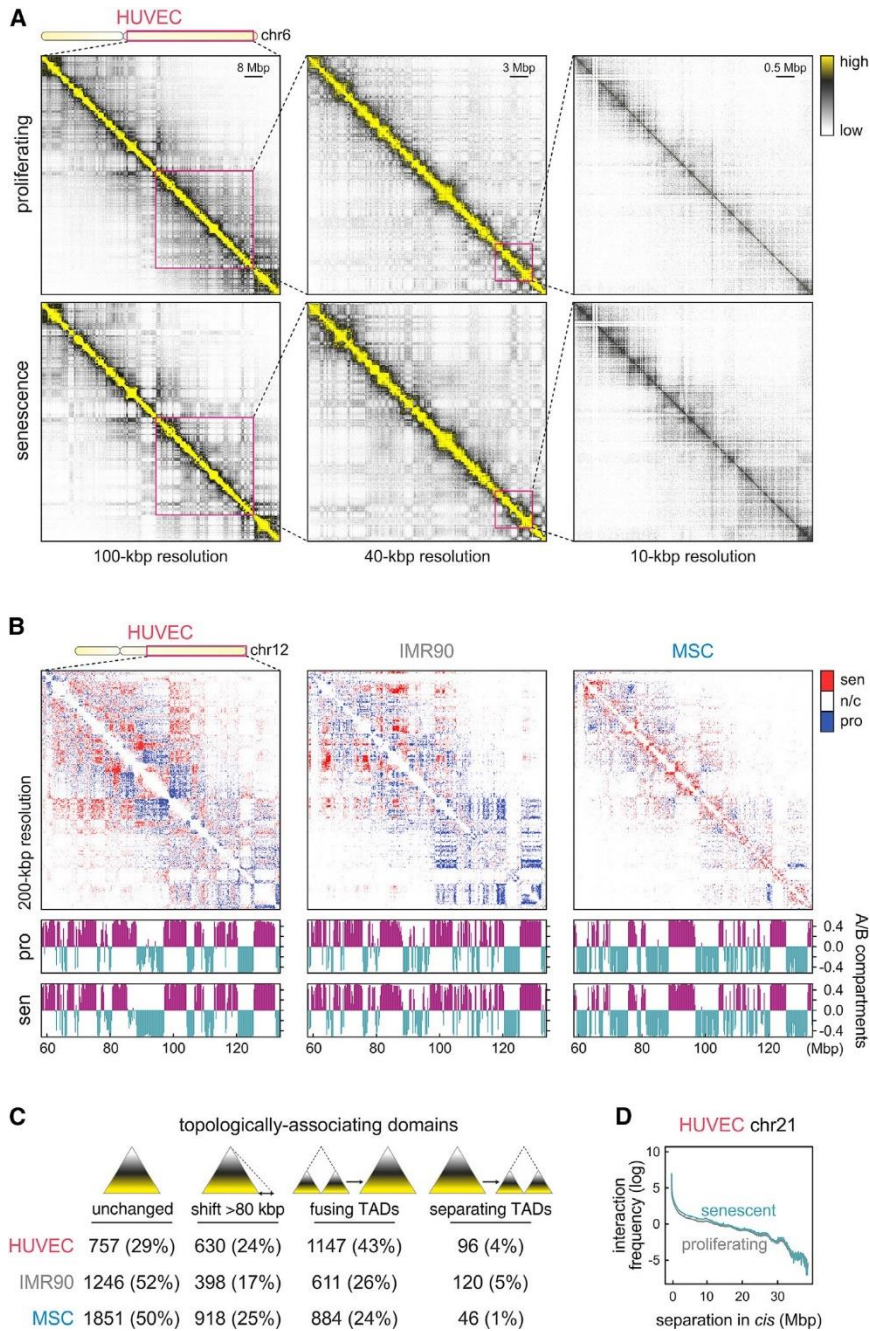 A
HUVEC
chr6
8 Mbp
3 Mbp
0.5 Mbp
high
low
proliferating
senescence
100-kbp resolution
40-kbp resolution
10-kbp resolution
B
HUVEC
IMR90
MSC
chr12
sen
n/c
pro
200-kbp resolution
pro
0.4
0.0
-0.4
sen
0.4
0.0
-0.4
A/B compartments
60 80 100 120
60 80 100 120
60 80 100 120 (Mbp)
C
topologically-associating domains
unchanged shift >80 kbp fusing TADs separating TADs
HUVEC 757 (29%) 630 (24%) 1147 (43%) 96 (4%)
IMR90 1246 (52%) 398 (17%) 611 (26%) 120 (5%)
MSC 1851 (50%) 918 (25%) 884 (24%) 46 (1%)
D
HUVEC chr21
interaction
frequency (log)
10
5
0
-5
senescent
proliferating
0 10 20 30
separation in cis (Mbp)